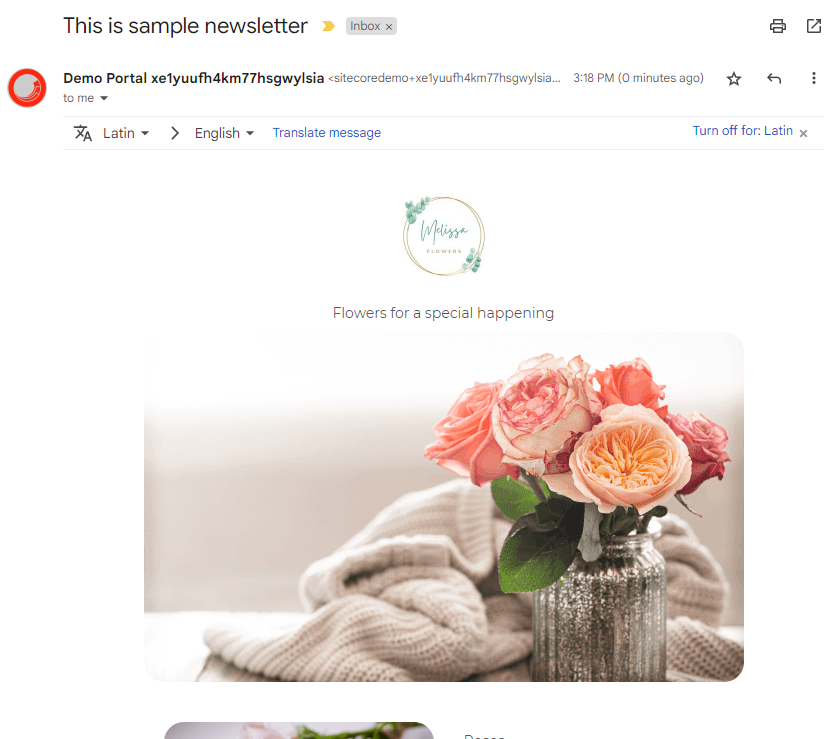 This is sample newsletter
Inbox ×
Demo Portal xe1yuufh4km77hsgwylsia <sitecoredemo+xe1yuufh4km77hsgwylsia... 3:18 PM (0 minutes ago)
to me
Latin English Translate message Turn off for: Latin ×
Melissa
FLOWERS
Flowers for a special happening